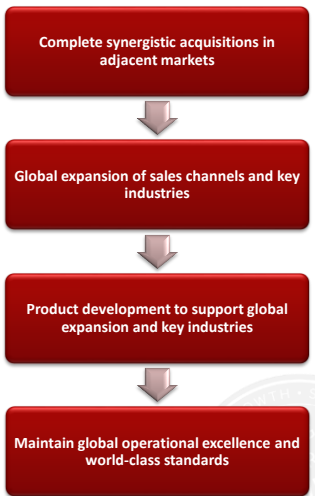 Complete synergistic acquisitions in
adjacent markets
Global expansion of sales channels and key
industries
Product development to support global
expansion and key industries
Maintain global operational excellence and
world-class standards